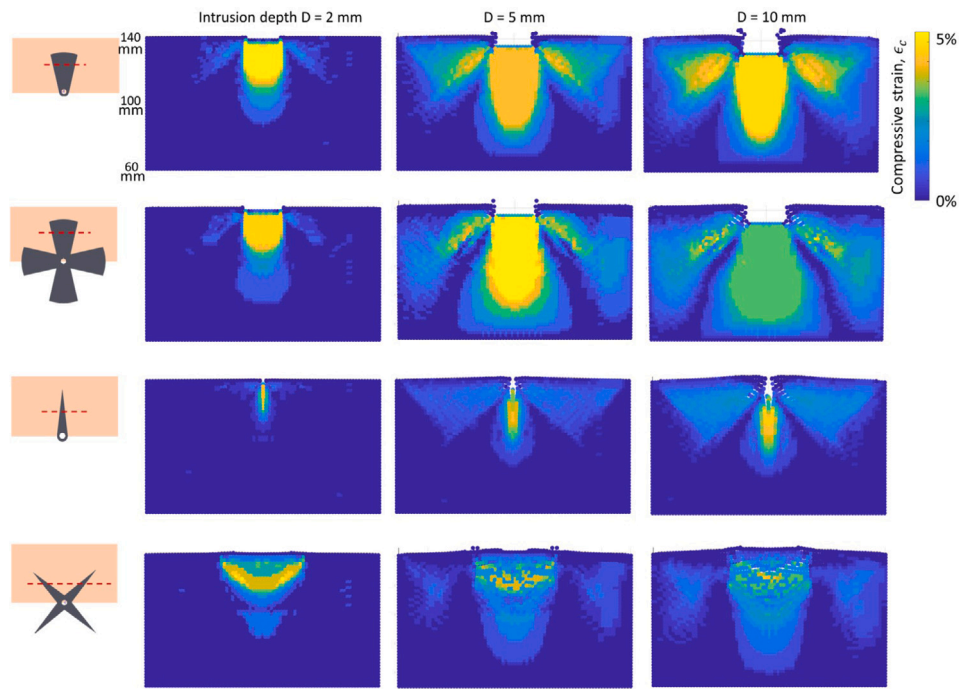 Intrusion depth D = 2 mm
D = 5 mm
D = 10 mm
140
mm
100
mm
60
mm
5%
Compressive strain, ϵc
0%